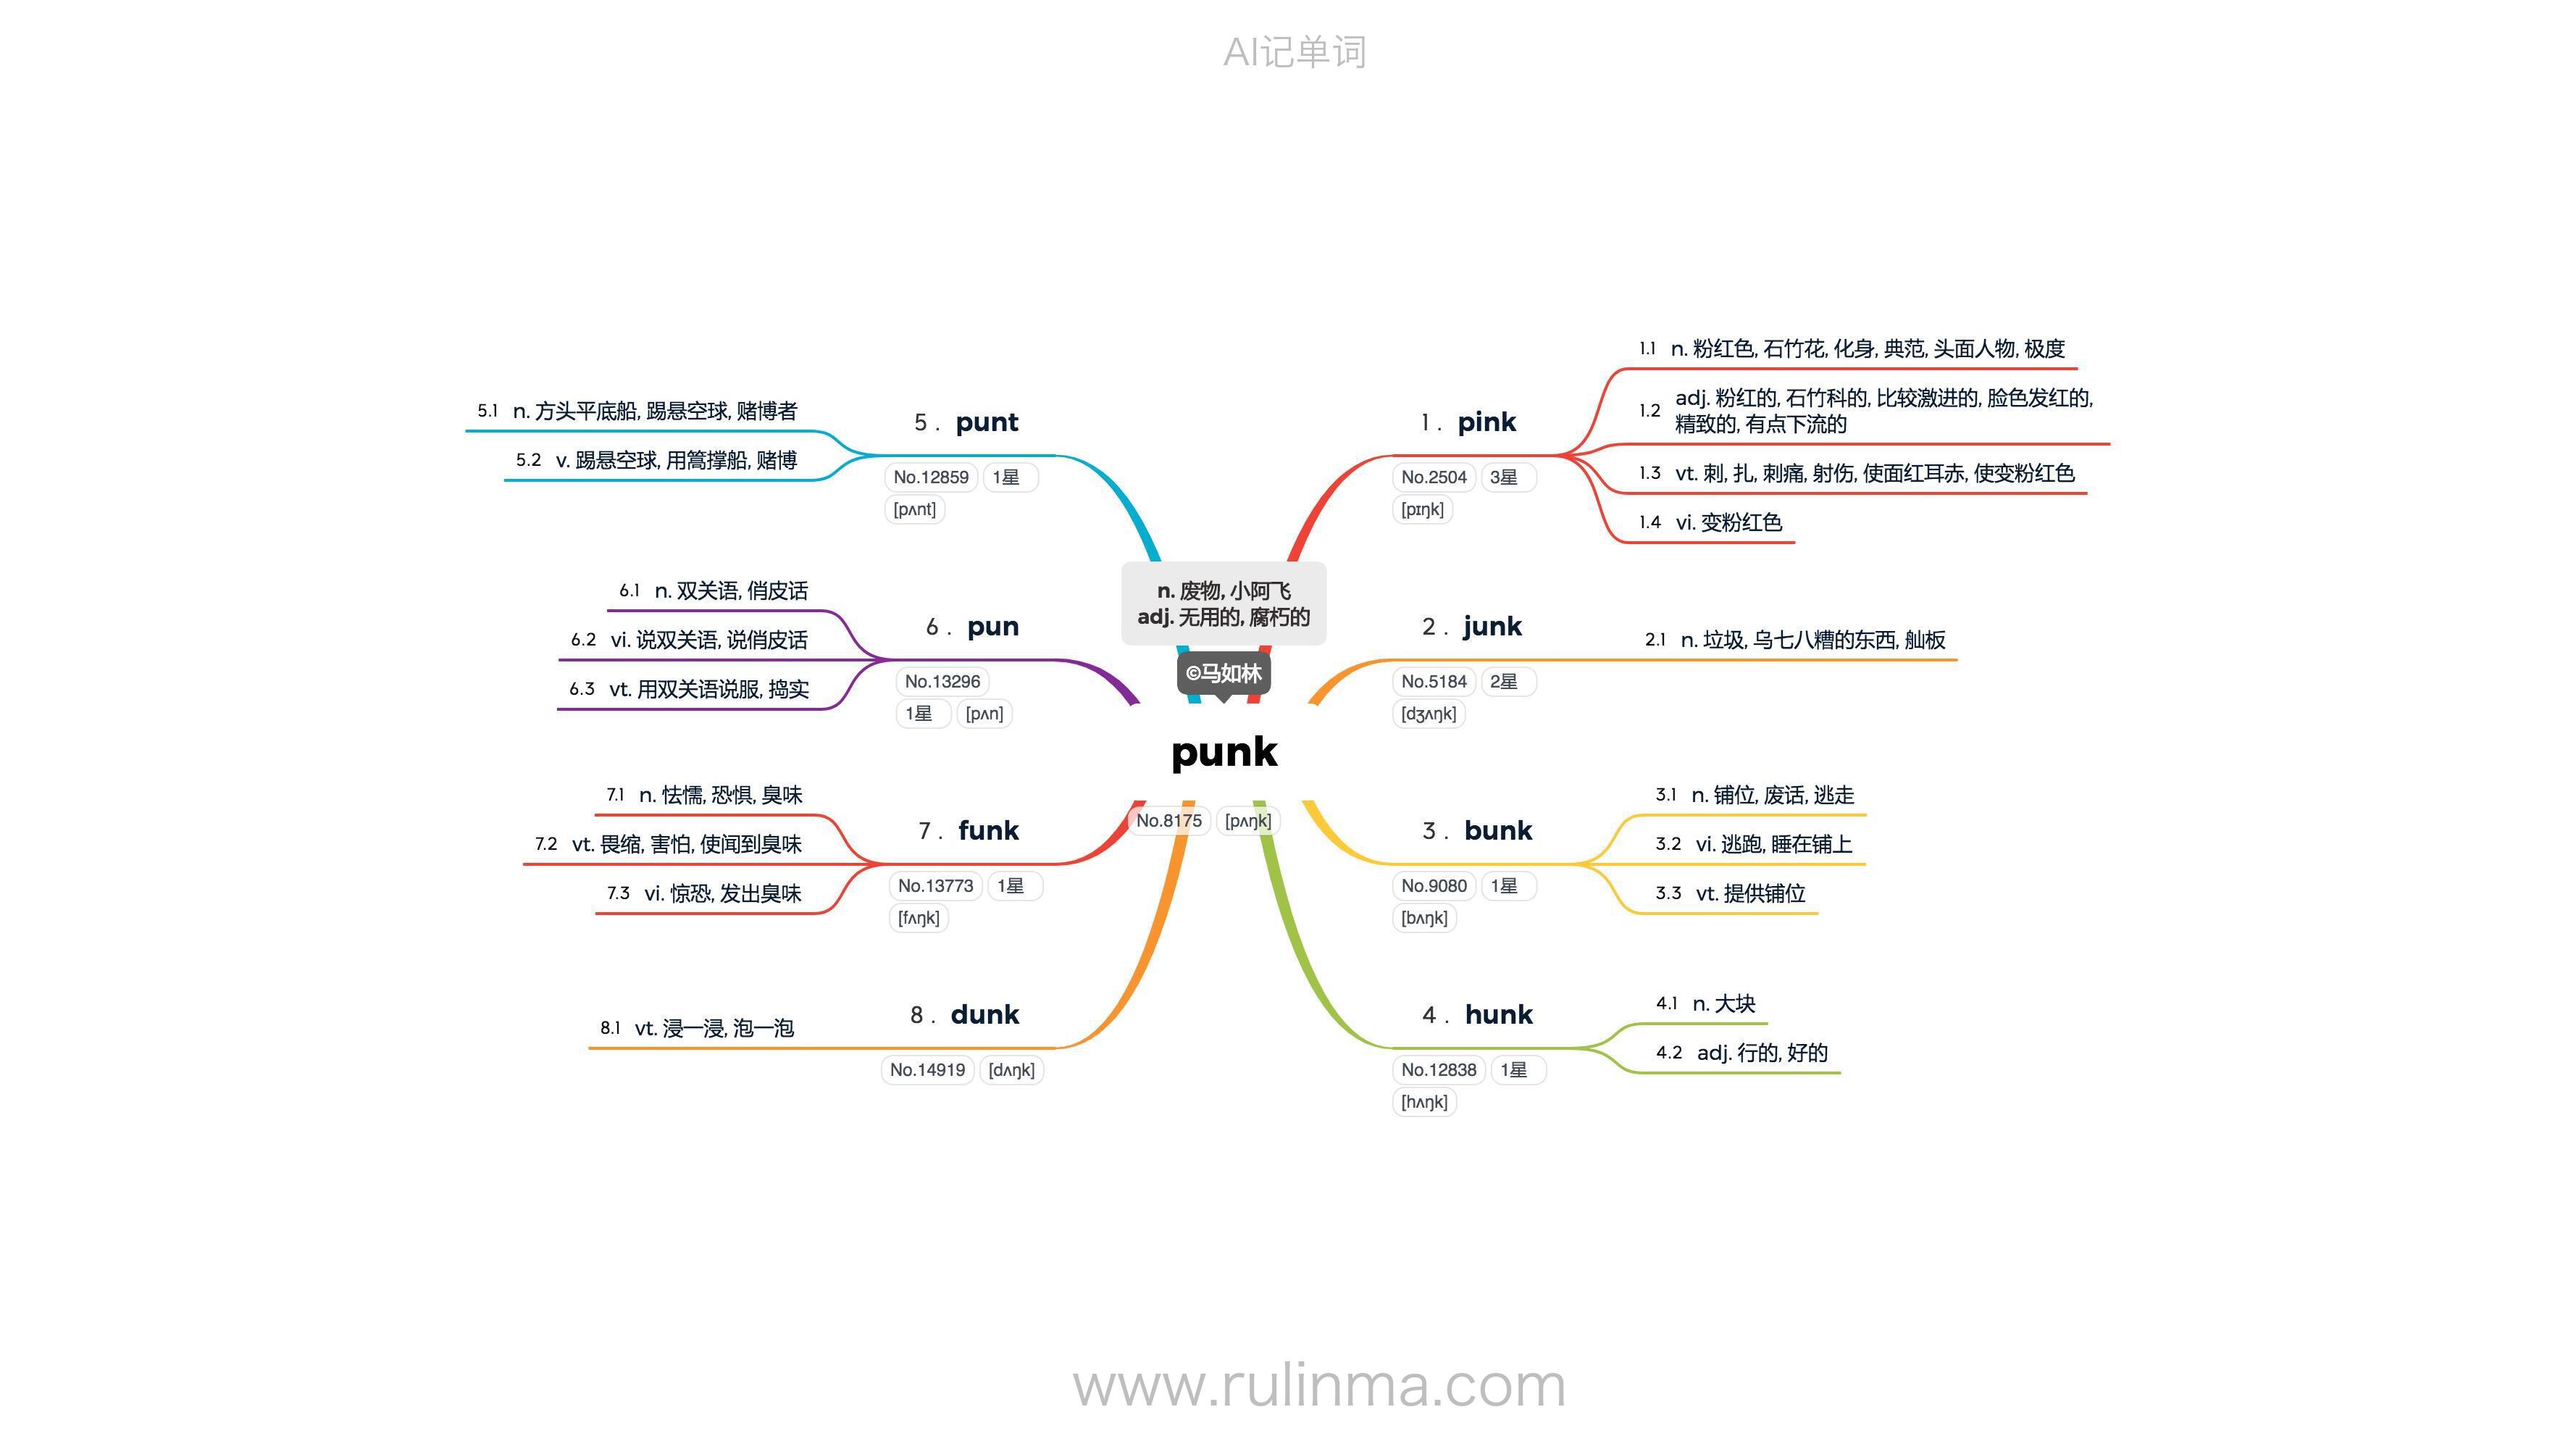 AI记单词
n. 废物, 小阿飞
adj. 无用的, 腐朽的
©马如林
punk
No.8175 [pʌŋk]
1 . pink
No.2504 3星
[pɪŋk]
1.1 n. 粉红色, 石竹花, 化身, 典范, 头面人物, 极度
1.2 adj. 粉红的, 石竹科的, 比较激进的, 脸色发红的,
精致的, 有点下流的
1.3 vt. 刺, 扎, 刺痛, 射伤, 使面红耳赤, 使变粉红色
1.4 vi. 变粉红色
2 . junk
No.5184 2星
[dʒʌŋk]
2.1 n. 垃圾, 乌七八糟的东西, 舢板
3 . bunk
No.9080 1星
[bʌŋk]
3.1 n. 铺位, 废话, 逃走
3.2 vi. 逃跑, 睡在铺上
3.3 vt. 提供铺位
4 . hunk
No.12838 1星
[hʌŋk]
4.1 n. 大块
4.2 adj. 行的, 好的
5 . punt
No.12859 1星
[pʌnt]
5.1 n. 方头平底船, 踢悬空球, 赌博者
5.2 v. 踢悬空球, 用篙撑船, 赌博
6 . pun
No.13296
1星 [pʌn]
6.1 n. 双关语, 俏皮话
6.2 vi. 说双关语, 说俏皮话
6.3 vt. 用双关语说服, 捣实
7 . funk
No.13773 1星
[fʌŋk]
7.1 n. 怯懦, 恐惧, 臭味
7.2 vt. 畏缩, 害怕, 使闻到臭味
7.3 vi. 惊恐, 发出臭味
8 . dunk
No.14919 [dʌŋk]
8.1 vt. 浸一浸, 泡一泡
www.rulinma.com